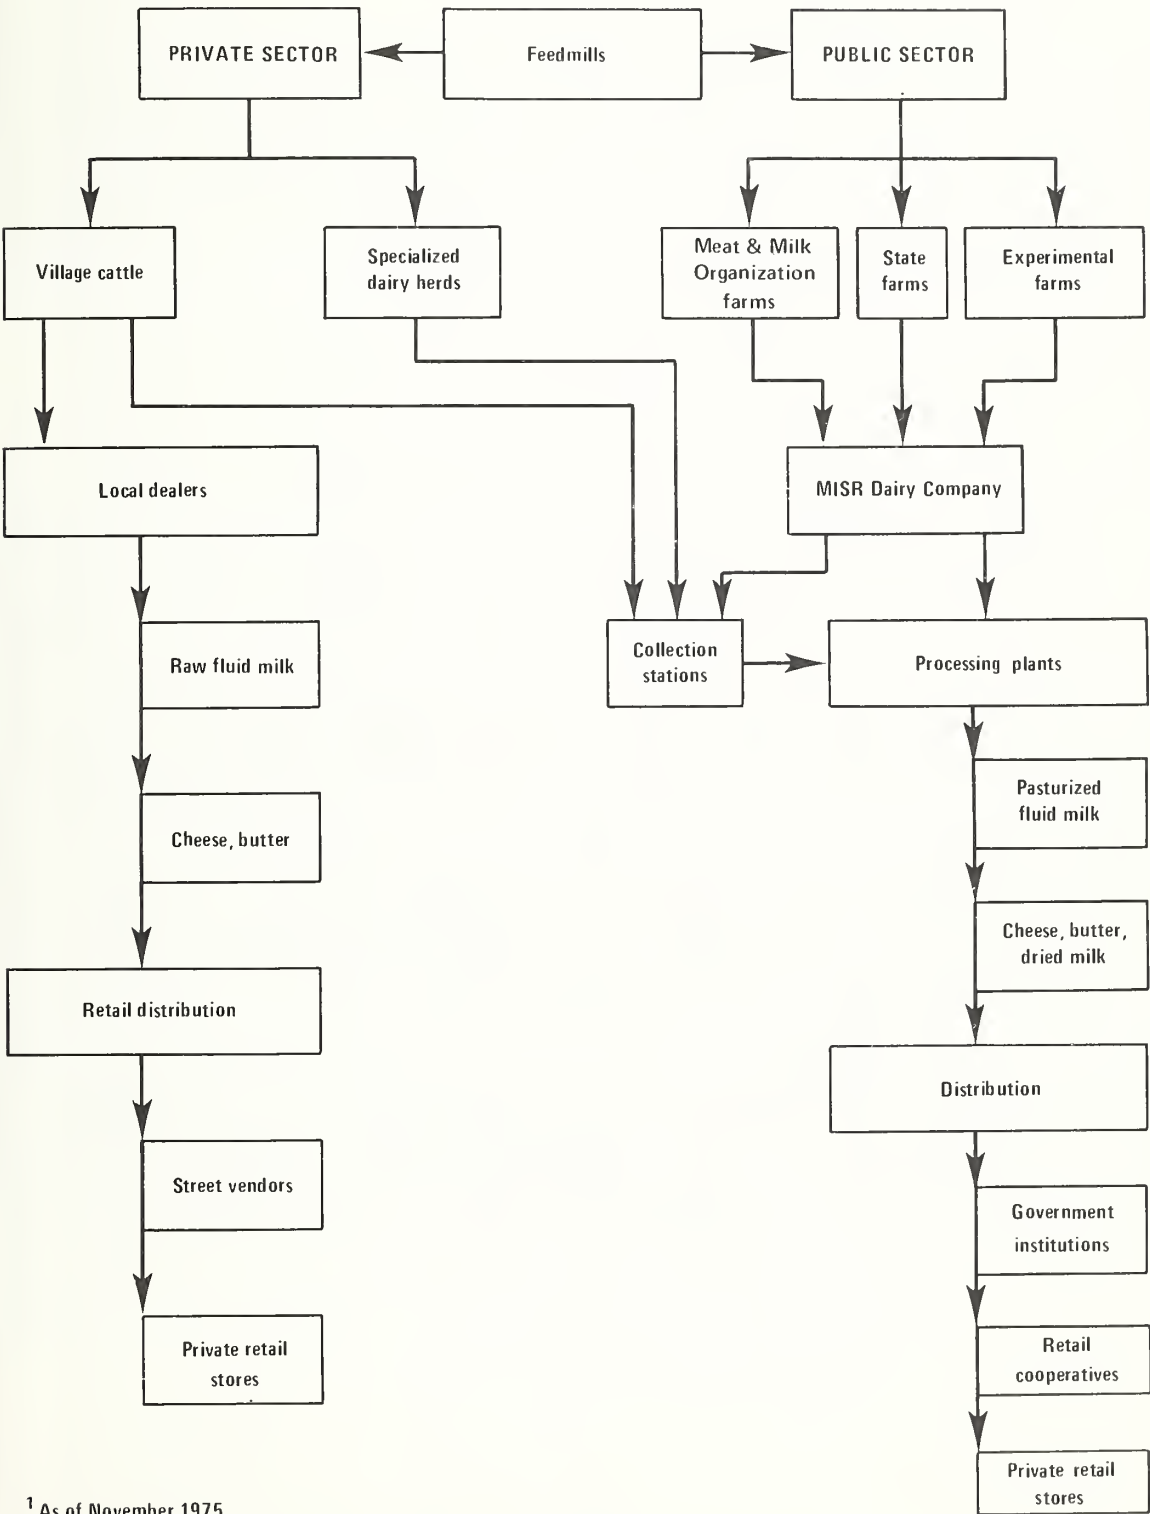 PRIVATE SECTOR
Feedmills
PUBLIC SECTOR
Village cattle
Specialized
dairy herds
Meat & Milk
Organization
farms
State
farms
Experimental
farms
Local dealers
MISR Dairy Company
Raw fluid milk
Collection
stations
Processing plants
Cheese, butter
Pasturized
fluid milk
Cheese, butter,
dried milk
Retail distribution
Distribution
Street vendors
Government
institutions
Private retail
stores
Retail
cooperatives
Private retail
stores
1 As of November 1975